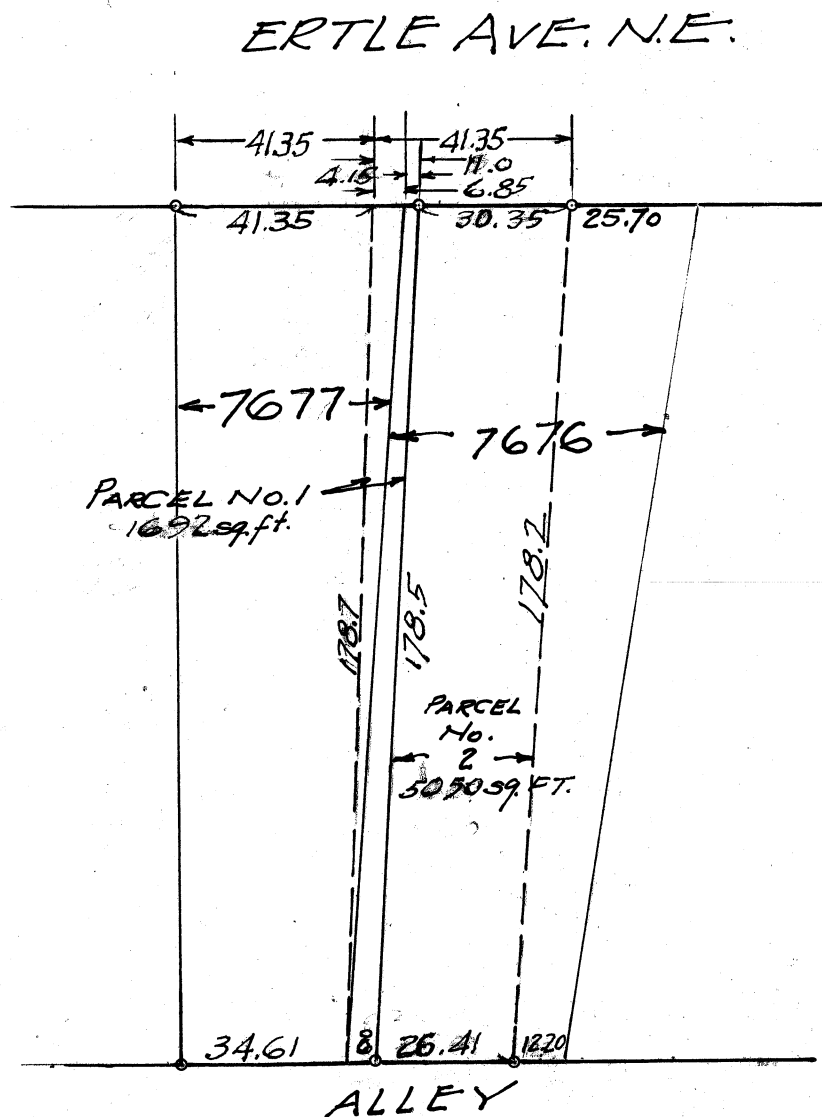 ERTLE AVE. N.E.
41.35 41.35
4.15 11.0
6.85
41.35 30.35 25.70
7677
7676
PARCEL NO.1
1692 sq.ft.
178.7
178.5
178.2
PARCEL
No.
2
5050 sq. FT.
34.61 8 26.41 12.20
ALLEY